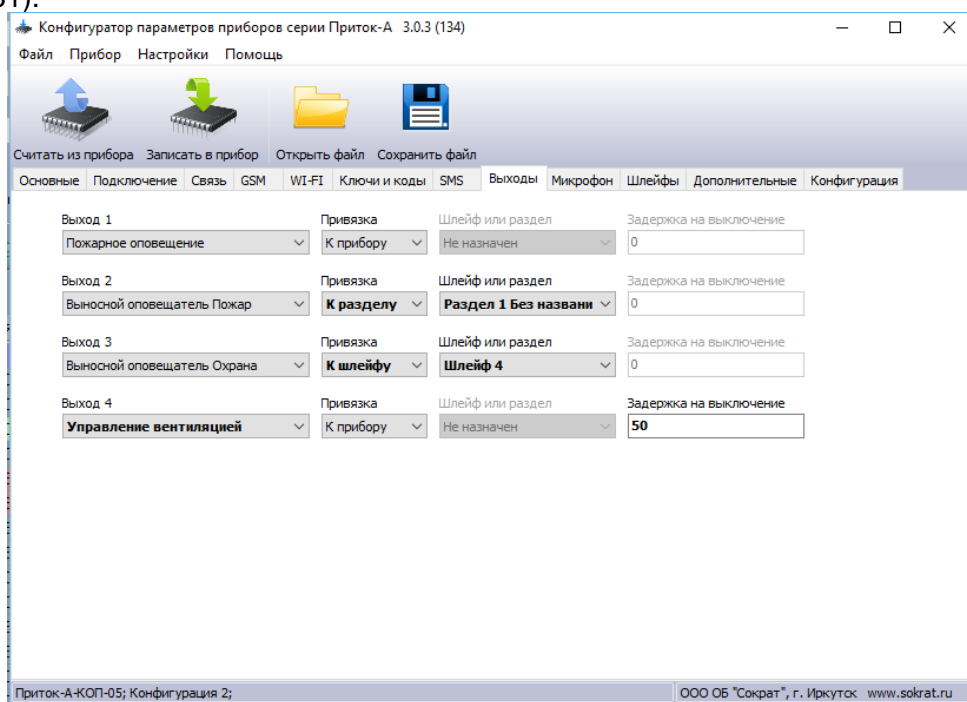 51).
Конфигуратор параметров приборов серии Приток-А 3.0.3 (134)
Файл Прибор Настройки Помощь
Считать из прибора Записать в прибор Открыть файл Сохранить файл
Основные Подключение Связь GSM WI-FI Ключи и коды SMS Выходы Микрофон Шлейфы Дополнительные Конфигурация
Выход 1 Привязка Шлейф или раздел Задержка на выключение
Пожарное оповещение К прибору Не назначен 0
Выход 2 Привязка Шлейф или раздел Задержка на выключение
Выносной оповещатель Пожар К разделу Раздел 1 Без названи 0
Выход 3 Привязка Шлейф или раздел Задержка на выключение
Выносной оповещатель Охрана К шлейфу Шлейф 4 0
Выход 4 Привязка Шлейф или раздел Задержка на выключение
Управление вентиляцией К прибору Не назначен 50
Приток-А-КОП-05; Конфигурация 2; ООО ОБ "Сократ", г. Иркутск www.sokrat.ru